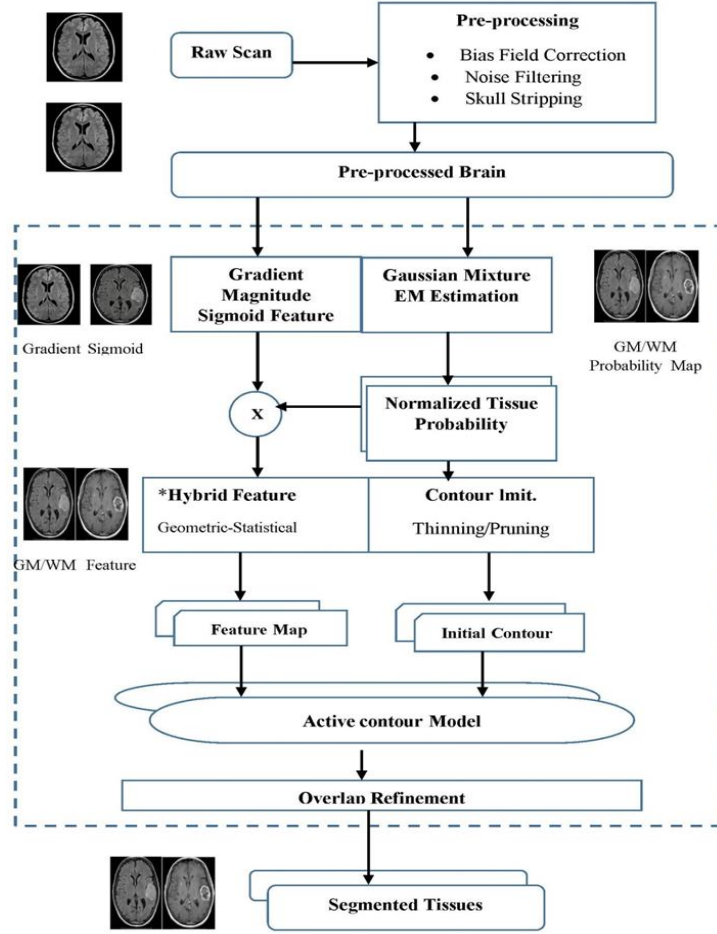 Pre-processing
Raw Scan
• Bias Field Correction
• Noise Filtering
• Skull Stripping
Pre-processed Brain
Gradient
Magnitude
Sigmoid Feature
Gaussian Mixture
EM Estimation
Gradient Sigmoid
GM/WM
Probability Map
X
Normalized Tissue
Probability
*Hybrid Feature
Geometric-Statistical
Contour lmit.
Thinning/Pruning
GM/WM Feature
Feature Map
Initial Contour
Active contour Model
Overlap Refinement
Segmented Tissues